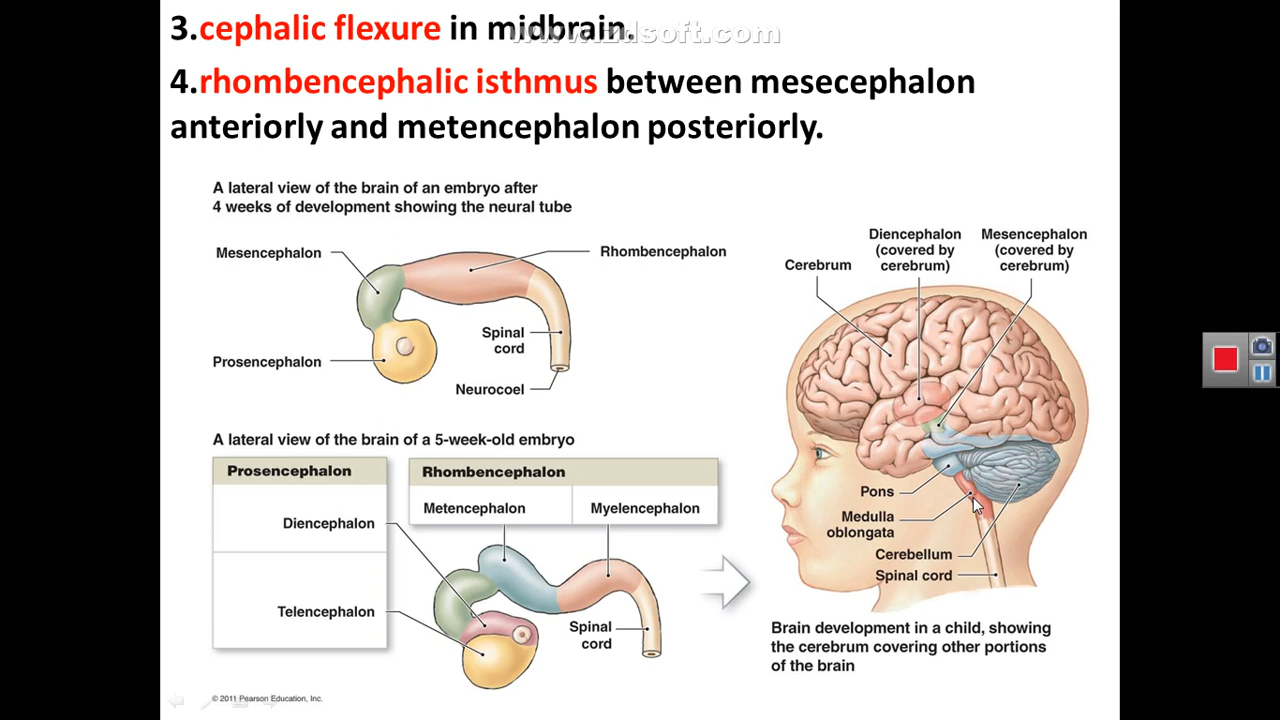 3.cephalic flexure in midbrain.
www.zdsoft.com
4.rhombencephalic isthmus between mesecephalon
anteriorly and metencephalon posteriorly.
A lateral view of the brain of an embryo after
4 weeks of development showing the neural tube
Mesencephalon
Rhombencephalon
Spinal
cord
Prosencephalon
Neurocoel
A lateral view of the brain of a 5-week-old embryo
Prosencephalon
Rhombencephalon
Metencephalon
Myelencephalon
Diencephalon
Telencephalon
Spinal
cord
© 2011 Pearson Education, Inc.
Cerebrum
Diencephalon
(covered by
cerebrum)
Mesencephalon
(covered by
cerebrum)
Pons
Medulla
oblongata
Cerebellum
Spinal cord
Brain development in a child, showing
the cerebrum covering other portions
of the brain